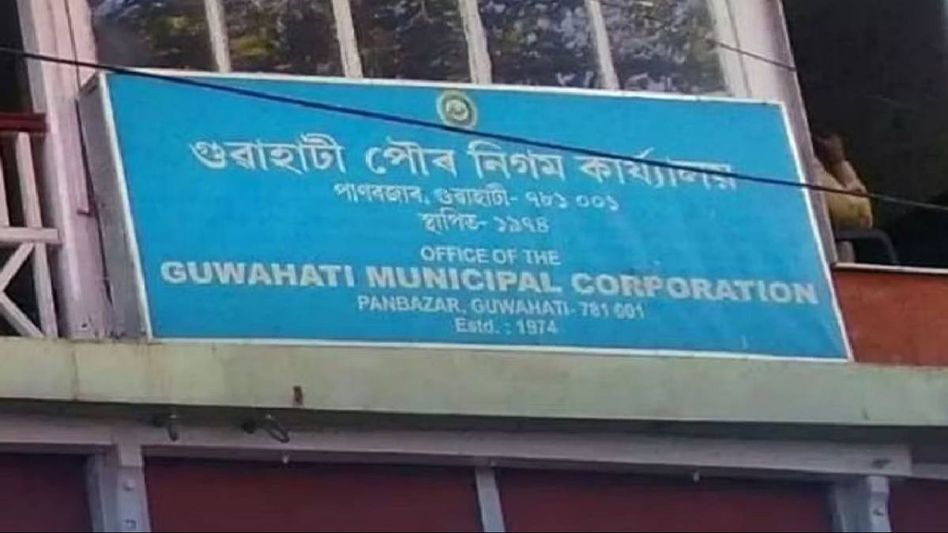 গুৱাহাটী পৌৰ নিগম কাৰ্য্যালয়
পাণবজাৰ, গুৱাহাটী- ৭৮১ ০০১
স্থাপিত- ১৯৭৪
OFFICE OF THE
GUWAHATI MUNICIPAL CORPORATION
PANBAZAR, GUWAHATI- 781 001
Estd. : 1974